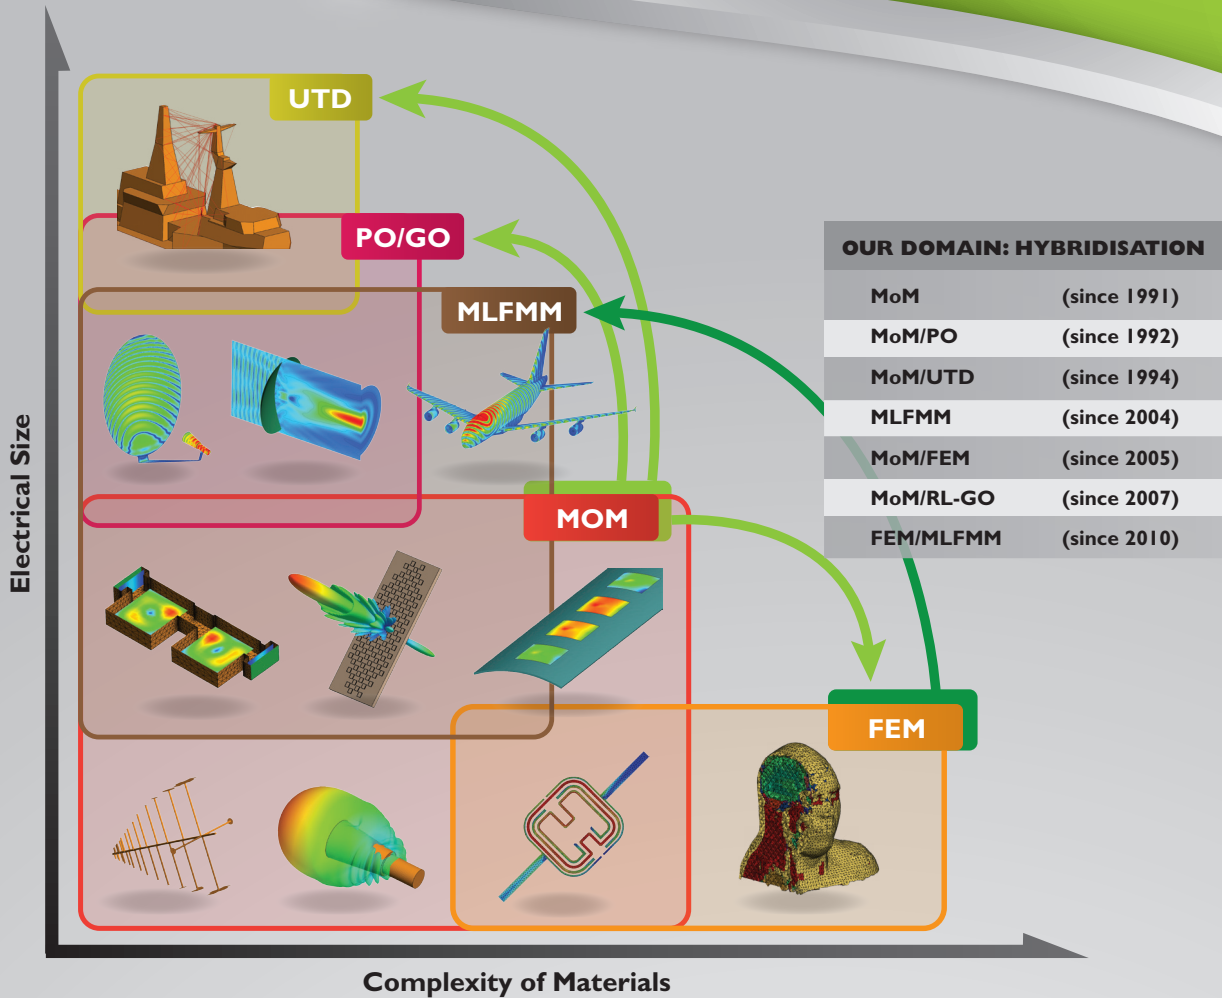 UTD
PO/GO
MLFMM
MOM
FEM
OUR DOMAIN: HYBRIDISATION
MoM (since 1991)
MoM/PO (since 1992)
MoM/UTD (since 1994)
MLFMM (since 2004)
MoM/FEM (since 2005)
MoM/RL-GO (since 2007)
FEM/MLFMM (since 2010)
Electrical Size
Complexity of Materials